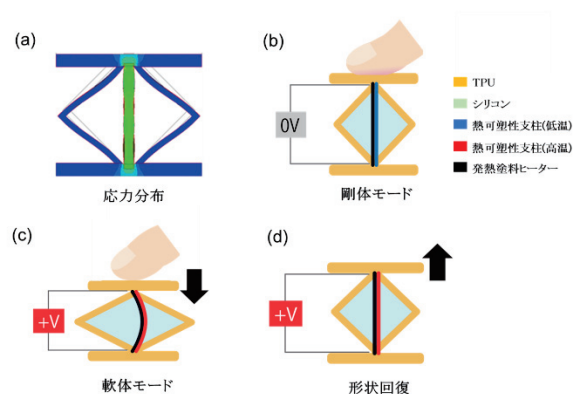 (a)
応力分布
(b)
0V
剛体モード
TPU
シリコン
熱可塑性支柱(低温)
熱可塑性支柱(高温)
発熱塗料ヒーター
(c)
+V
軟体モード
(d)
+V
形状回復